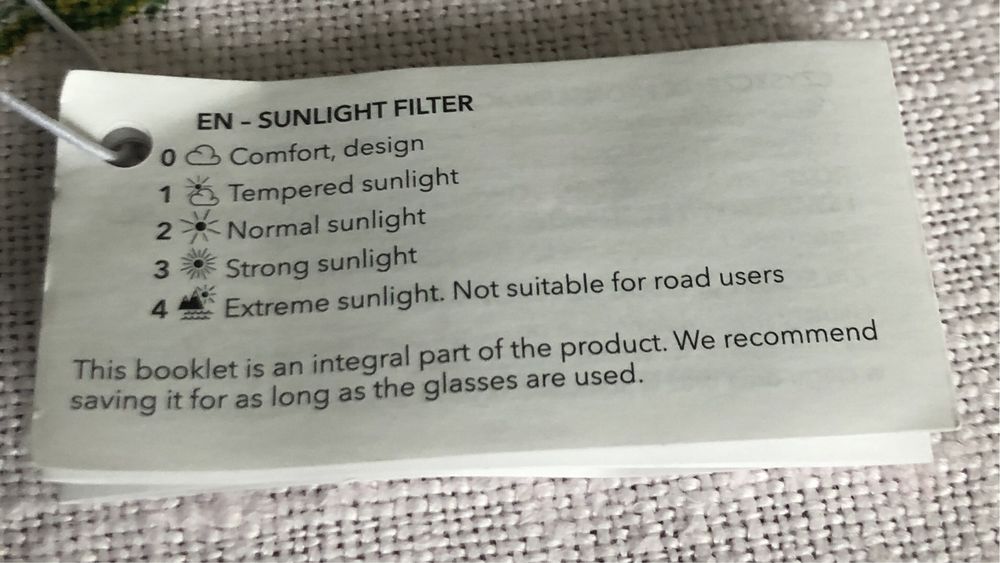 EN – SUNLIGHT FILTER
0 Comfort, design
1 Tempered sunlight
2 Normal sunlight
3 Strong sunlight
4 Extreme sunlight. Not suitable for road users
This booklet is an integral part of the product. We recommend
saving it for as long as the glasses are used.